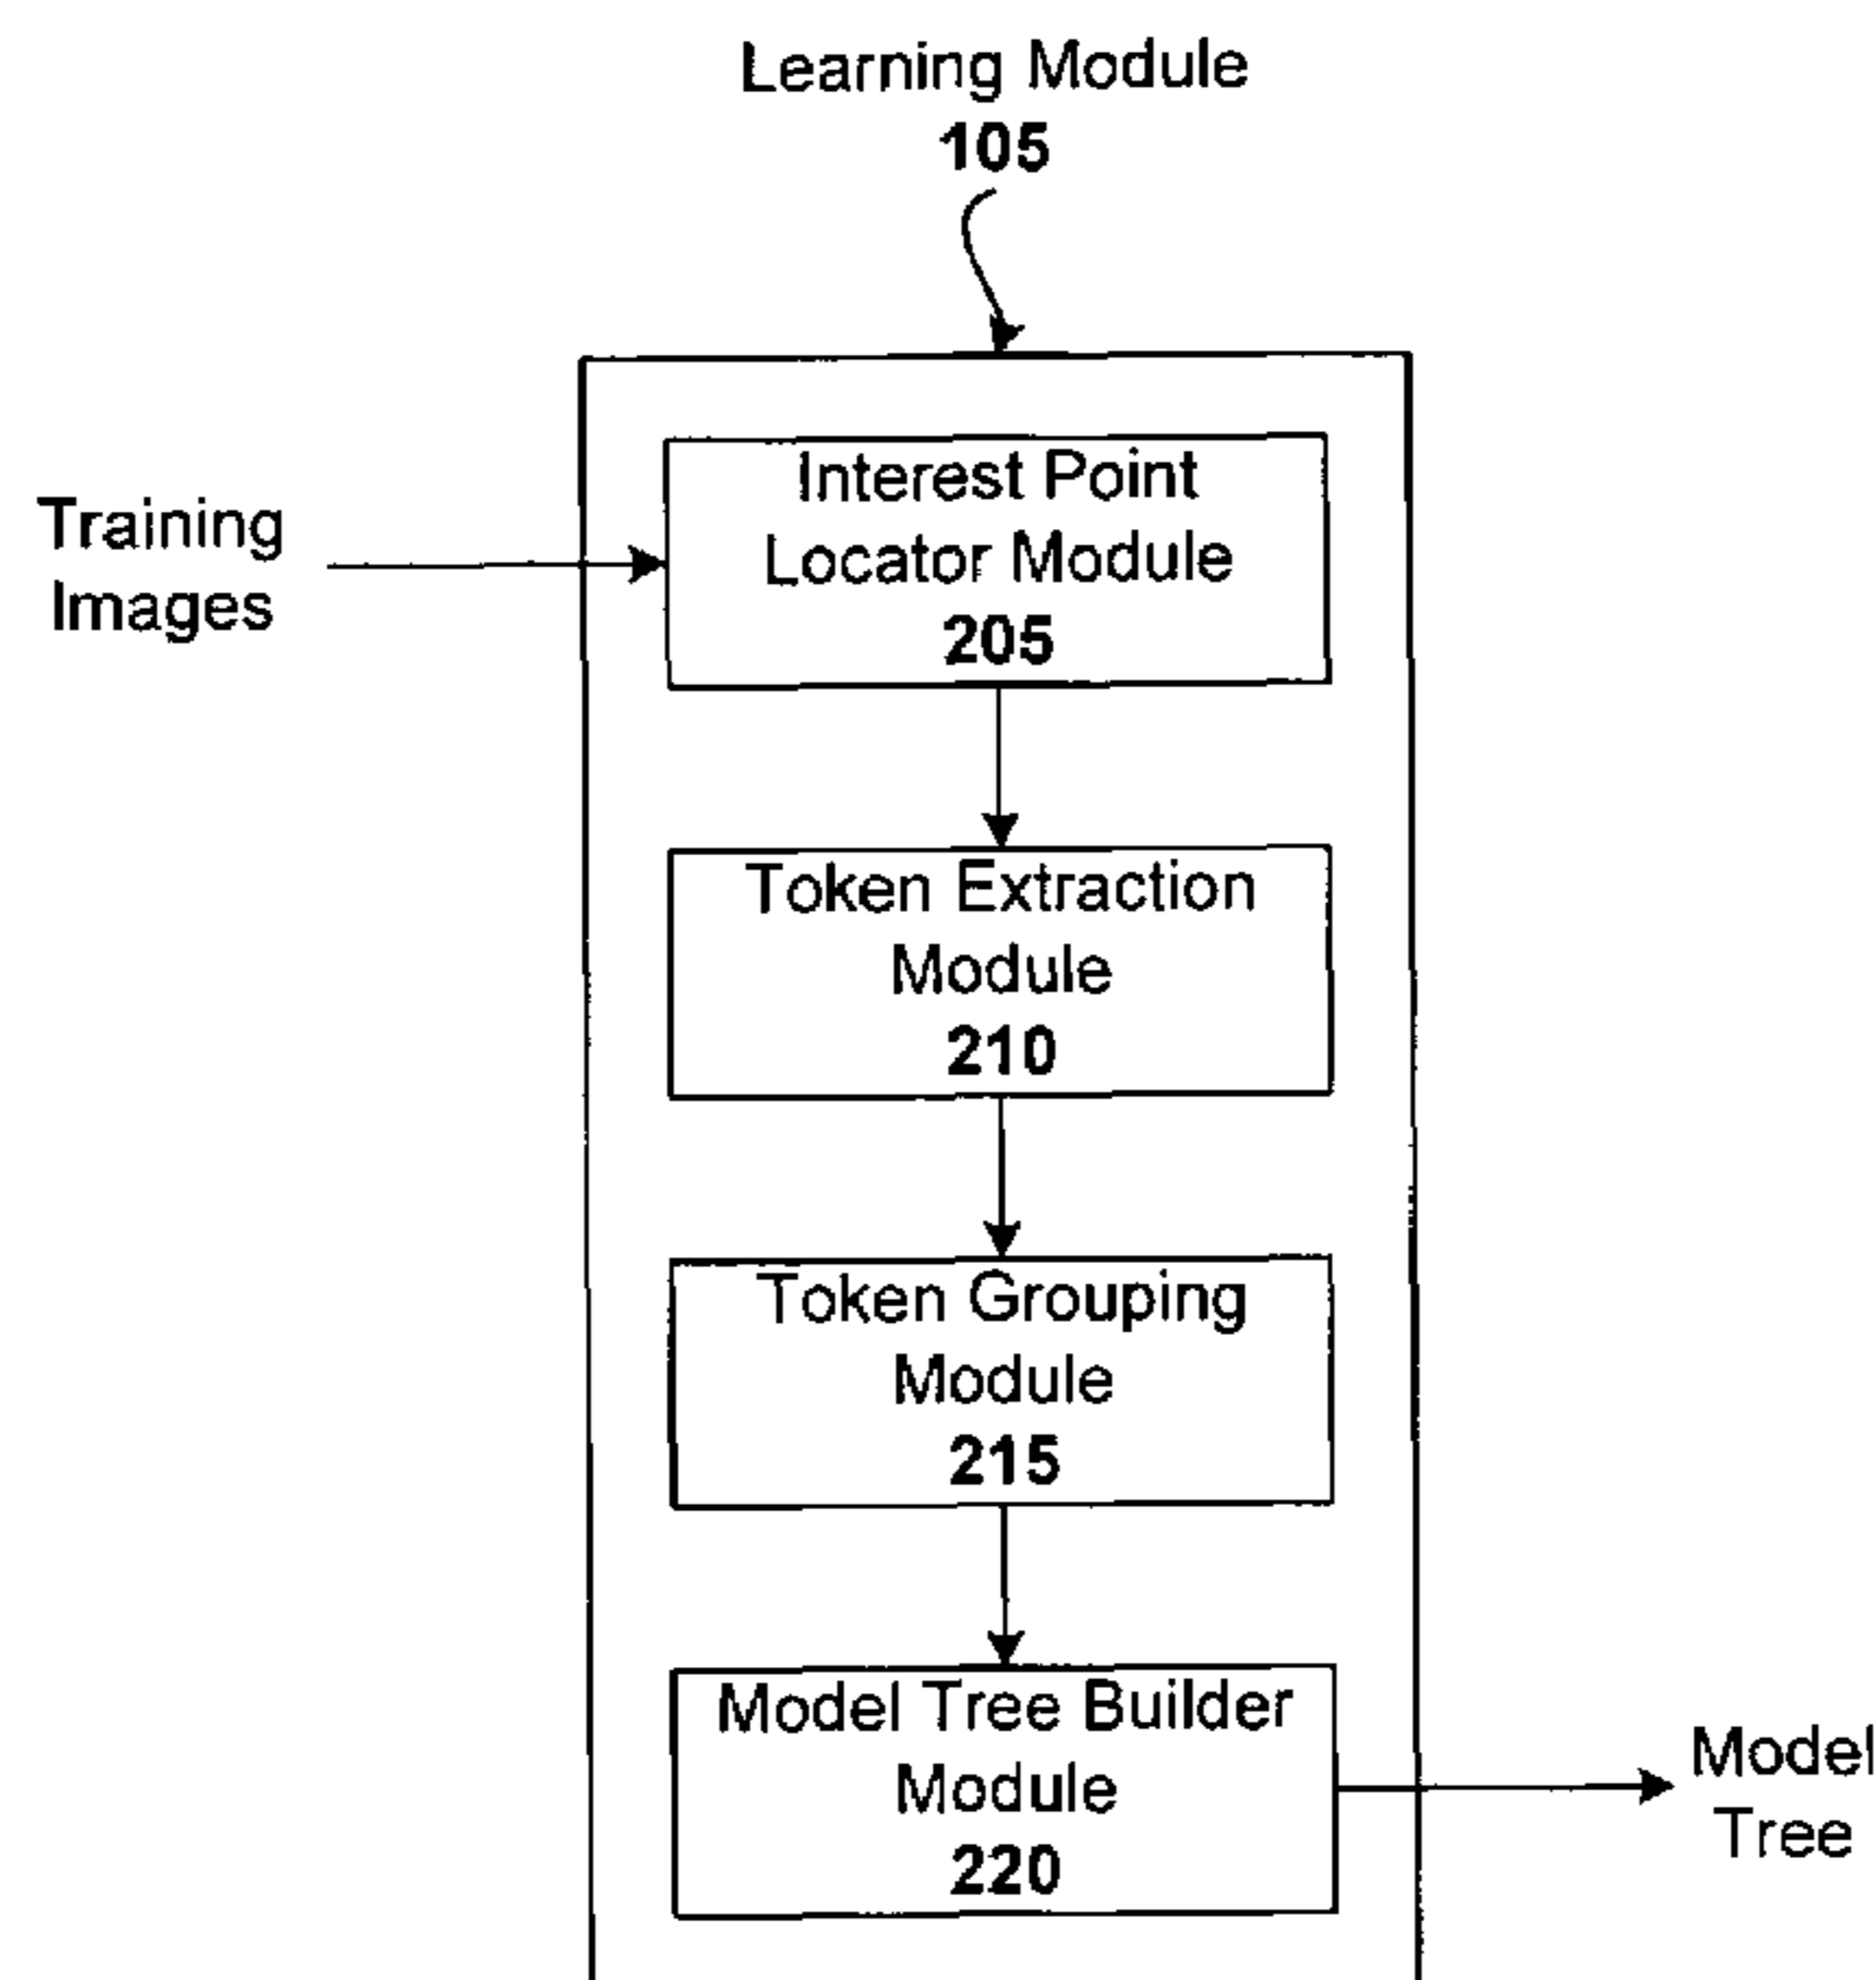 Learning Module
105
Training
Images
Interest Point
Locator Module
205
Token Extraction
Module
210
Token Grouping
Module
215
Model Tree Builder
Module
220
Model
Tree